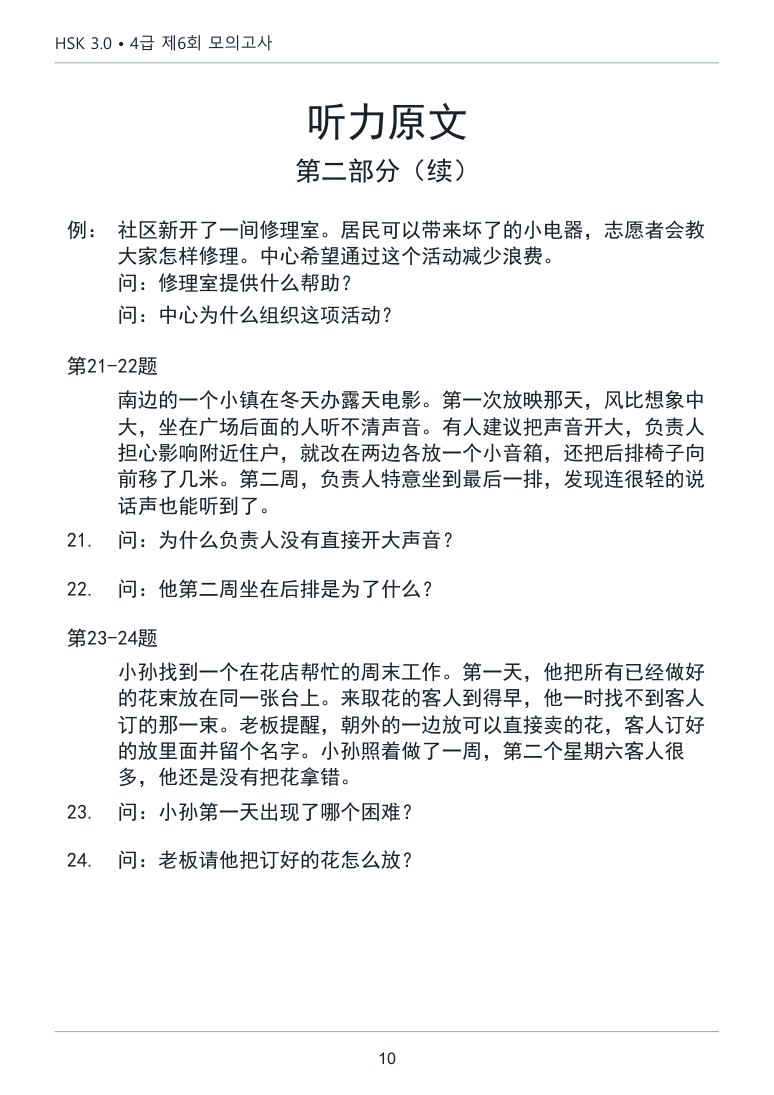 HSK 3.0 • 4급 제6회 모의고사
听力原文
第二部分（续）
例： 社区新开了一间修理室。居民可以带来坏了的小电器，志愿者会教
大家怎样修理。中心希望通过这个活动减少浪费。
问：修理室提供什么帮助？
问：中心为什么组织这项活动？
第21-22题
南边的一个小镇在冬天办露天电影。第一次放映那天，风比想象中
大，坐在广场后面的人听不清声音。有人建议把声音开大，负责人
担心影响附近住户，就改在两边各放一个小音箱，还把后排椅子向
前移了几米。第二周，负责人特意坐到最后一排，发现连很轻的说
话声也能听到了。
21. 问：为什么负责人没有直接开大声音？
22. 问：他第二周坐在后排是为了什么？
第23-24题
小孙找到一个在花店帮忙的周末工作。第一天，他把所有已经做好
的花束放在同一张台上。来取花的客人到得早，他一时找不到客人
订的那一束。老板提醒，朝外的一边放可以直接卖的花，客人订好
的放里面并留个名字。小孙照着做了一周，第二个星期六客人很
多，他还是没有把花拿错。
23. 问：小孙第一天出现了哪个困难？
24. 问：老板请他把订好的花怎么放？
10